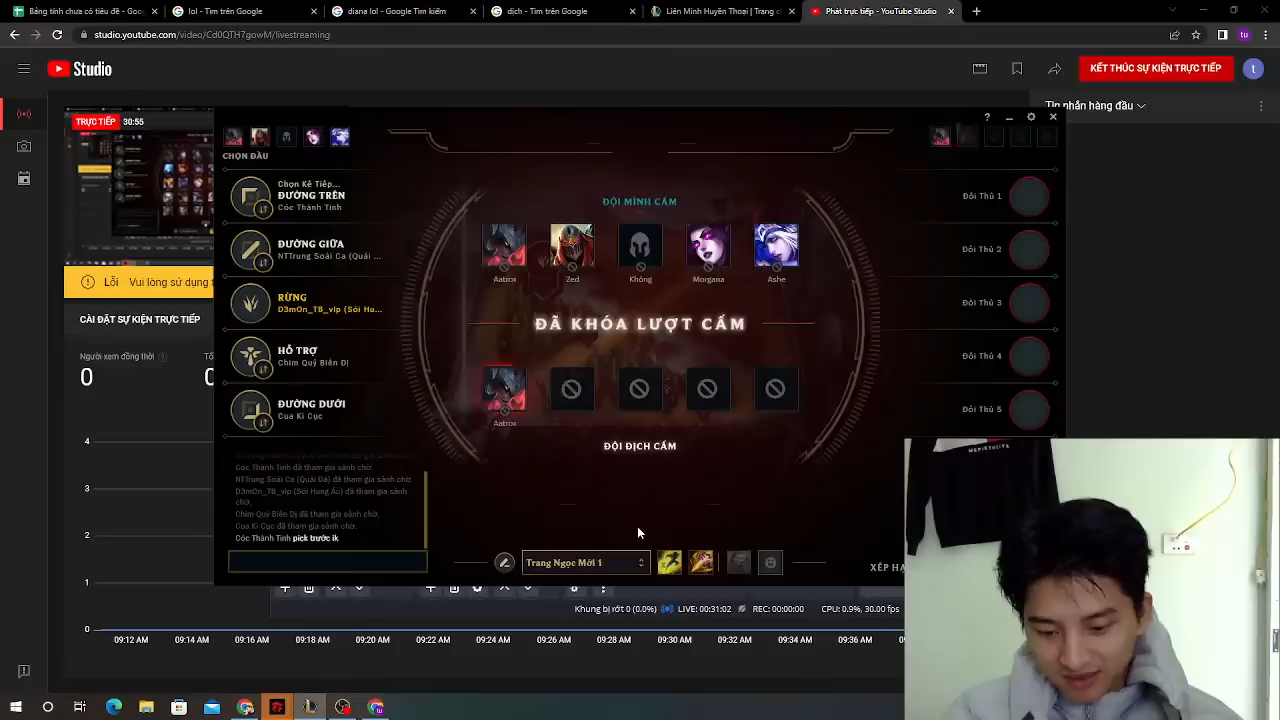 Bảng tính chưa có tiêu đề - Goo
lol - Tìm trên Google
diana lol - Google Tìm kiếm
dịch - Tìm trên Google
Liên Minh Huyền Thoại | Trang ch
Phát trực tiếp - YouTube Studio
studio.youtube.com/video/Cd0QTH7gowM/livestreaming
tu
Studio
KẾT THÚC SỰ KIỆN TRỰC TIẾP
t
TRỰC TIẾP 30:55
Tin nhắn hàng đầu
CHỌN ĐẦU
Chọn Kế Tiếp...
ĐƯỜNG TRÊN
Cóc Thành Tinh
ĐƯỜNG GIỮA
NTTrung Soái Ca (Quái ...
RỪNG
D3mOn_TB_vlp (Sói Hu...
HỖ TRỢ
Chim Quỷ Biến Dị
ĐƯỜNG DƯỚI
Cua Kì Cục
ĐỘI MÌNH CẤM
Aatrox
Zed
Không
Morgana
Ashe
ĐÃ KHÓA LƯỢT CẤM
Aatrox
ĐỘI ĐỊCH CẤM
Đối Thủ 1
Đối Thủ 2
Đối Thủ 3
Đối Thủ 4
Đối Thủ 5
Lỗi Vui lòng sử dụng t
CÀI ĐẶT SỰ KIỆN TRỰC TIẾP
Người xem đồng thời
0
4
3
2
1
0
Cóc Thành Tinh đã tham gia sảnh chờ.
NTTrung Soái Ca (Quái Đá) đã tham gia sảnh chờ.
D3mOn_TB_vlp (Sói Hung Ác) đã tham gia sảnh
chờ.
Chim Quỷ Biến Dị đã tham gia sảnh chờ.
Cua Kì Cục đã tham gia sảnh chờ.
Cóc Thành Tinh pick trước ik
Trang Ngọc Mới 1
XẾP HẠ
Khung bị rớt 0 (0.0%)
LIVE: 00:31:02
REC: 00:00:00
CPU: 0.9%, 30.00 fps
09:12 AM
09:14 AM
09:16 AM
09:18 AM
09:20 AM
09:22 AM
09:24 AM
09:26 AM
09:28 AM
09:30 AM
09:32 AM
09:34 AM
09:36 AM
09:38 AM